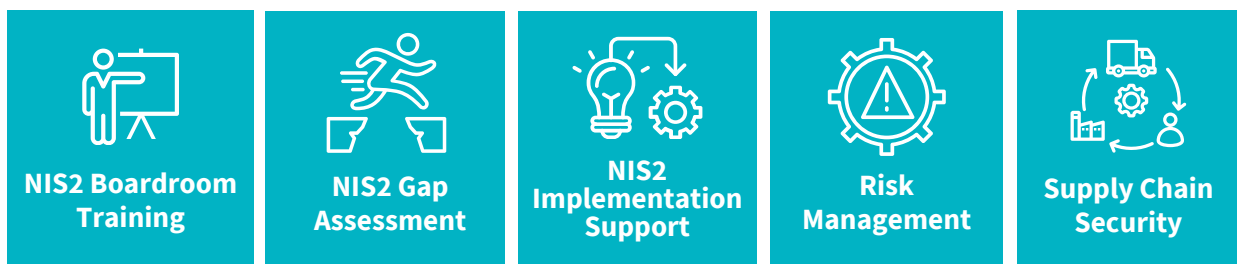 NIS2 Boardroom
Training
NIS2 Gap
Assessment
NIS2
Implementation
Support
Risk
Management
Supply Chain
Security